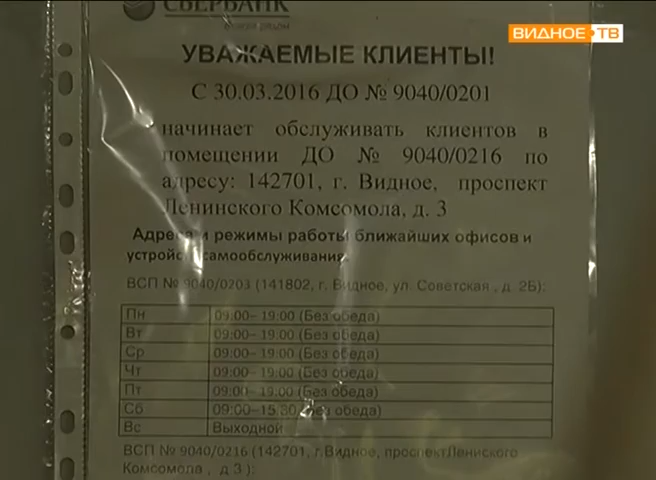 СБЕРБАНК
ВИДНОЕ ТВ
УВАЖАЕМЫЕ КЛИЕНТЫ!
С 30.03.2016 ДО № 9040/0201
начинает обслуживать клиентов в
помещении ДО № 9040/0216 по
адресу: 142701, г. Видное, проспект
Ленинского Комсомола, д. 3
Адреса и режимы работы ближайших офисов и
устройств самообслуживания
ВСП № 9040/0203 (141802, г. Видное, ул. Советская , д. 2Б):
Пн 09:00– 19:00 (Без обеда)
Вт 09:00– 19:00 (Без обеда)
Ср 09:00– 19:00 (Без обеда)
Чт 09:00– 19:00 (Без обеда)
Пт 09:00– 19:00 (Без обеда)
Сб 09:00–15:30 (Без обеда)
Вс Выходной
ВСП № 9040/0216 (142701, г.Видное, проспектЛениского
Комсомола , д 3 ):